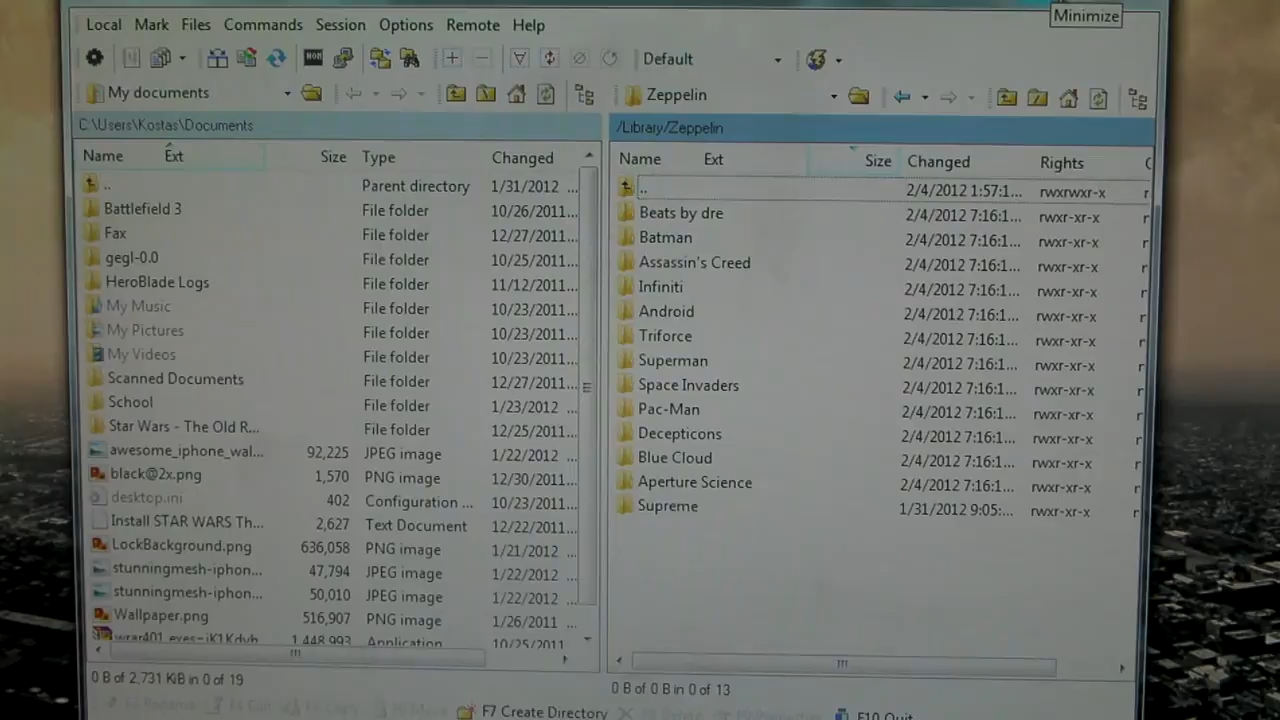 Minimize
Local Mark Files Commands Session Options Remote Help
Default
My documents
Zeppelin
C:\Users\Kostas\Documents
/Library/Zeppelin
Name Ext Size Type Changed
.. Parent directory 1/31/2012 ...
Battlefield 3 File folder 10/26/2011...
Fax File folder 12/27/2011...
gegl-0.0 File folder 10/25/2011...
HeroBlade Logs File folder 11/12/2011...
My Music File folder 10/23/2011...
My Pictures File folder 10/23/2011...
My Videos File folder 10/23/2011...
Scanned Documents File folder 12/27/2011...
School File folder 1/23/2012 ...
Star Wars - The Old R... File folder 12/25/2011...
awesome_iphone_wal... 92,225 JPEG image 1/22/2012 ...
black@2x.png 1,570 PNG image 12/30/2011...
desktop.ini 402 Configuration ... 10/23/2011...
Install STAR WARS Th... 2,627 Text Document 12/22/2011...
LockBackground.png 636,058 PNG image 1/21/2012 ...
stunningmesh-iphon... 47,794 JPEG image 1/22/2012 ...
stunningmesh-iphon... 50,010 JPEG image 1/22/2012 ...
Wallpaper.png 516,907 PNG image 1/26/2011 ...
1,448,993 Application 10/25/2011
0 B of 2,731 KiB in 0 of 19
Name Ext Size Changed Rights
.. 2/4/2012 1:57:1... rwxrwxr-x r
Beats by dre 2/4/2012 7:16:1... rwxr-xr-x r
Batman 2/4/2012 7:16:1... rwxr-xr-x r
Assassin's Creed 2/4/2012 7:16:1... rwxr-xr-x r
Infiniti 2/4/2012 7:16:1... rwxr-xr-x r
Android 2/4/2012 7:16:1... rwxr-xr-x r
Triforce 2/4/2012 7:16:1... rwxr-xr-x r
Superman 2/4/2012 7:16:1... rwxr-xr-x r
Space Invaders 2/4/2012 7:16:1... rwxr-xr-x r
Pac-Man 2/4/2012 7:16:1... rwxr-xr-x r
Decepticons 2/4/2012 7:16:1... rwxr-xr-x r
Blue Cloud 2/4/2012 7:16:1... rwxr-xr-x r
Aperture Science 2/4/2012 7:16:1... rwxr-xr-x r
Supreme 1/31/2012 9:05:... rwxr-xr-x r
0 B of 0 B in 0 of 13
F7 Create Directory
F10 Quit